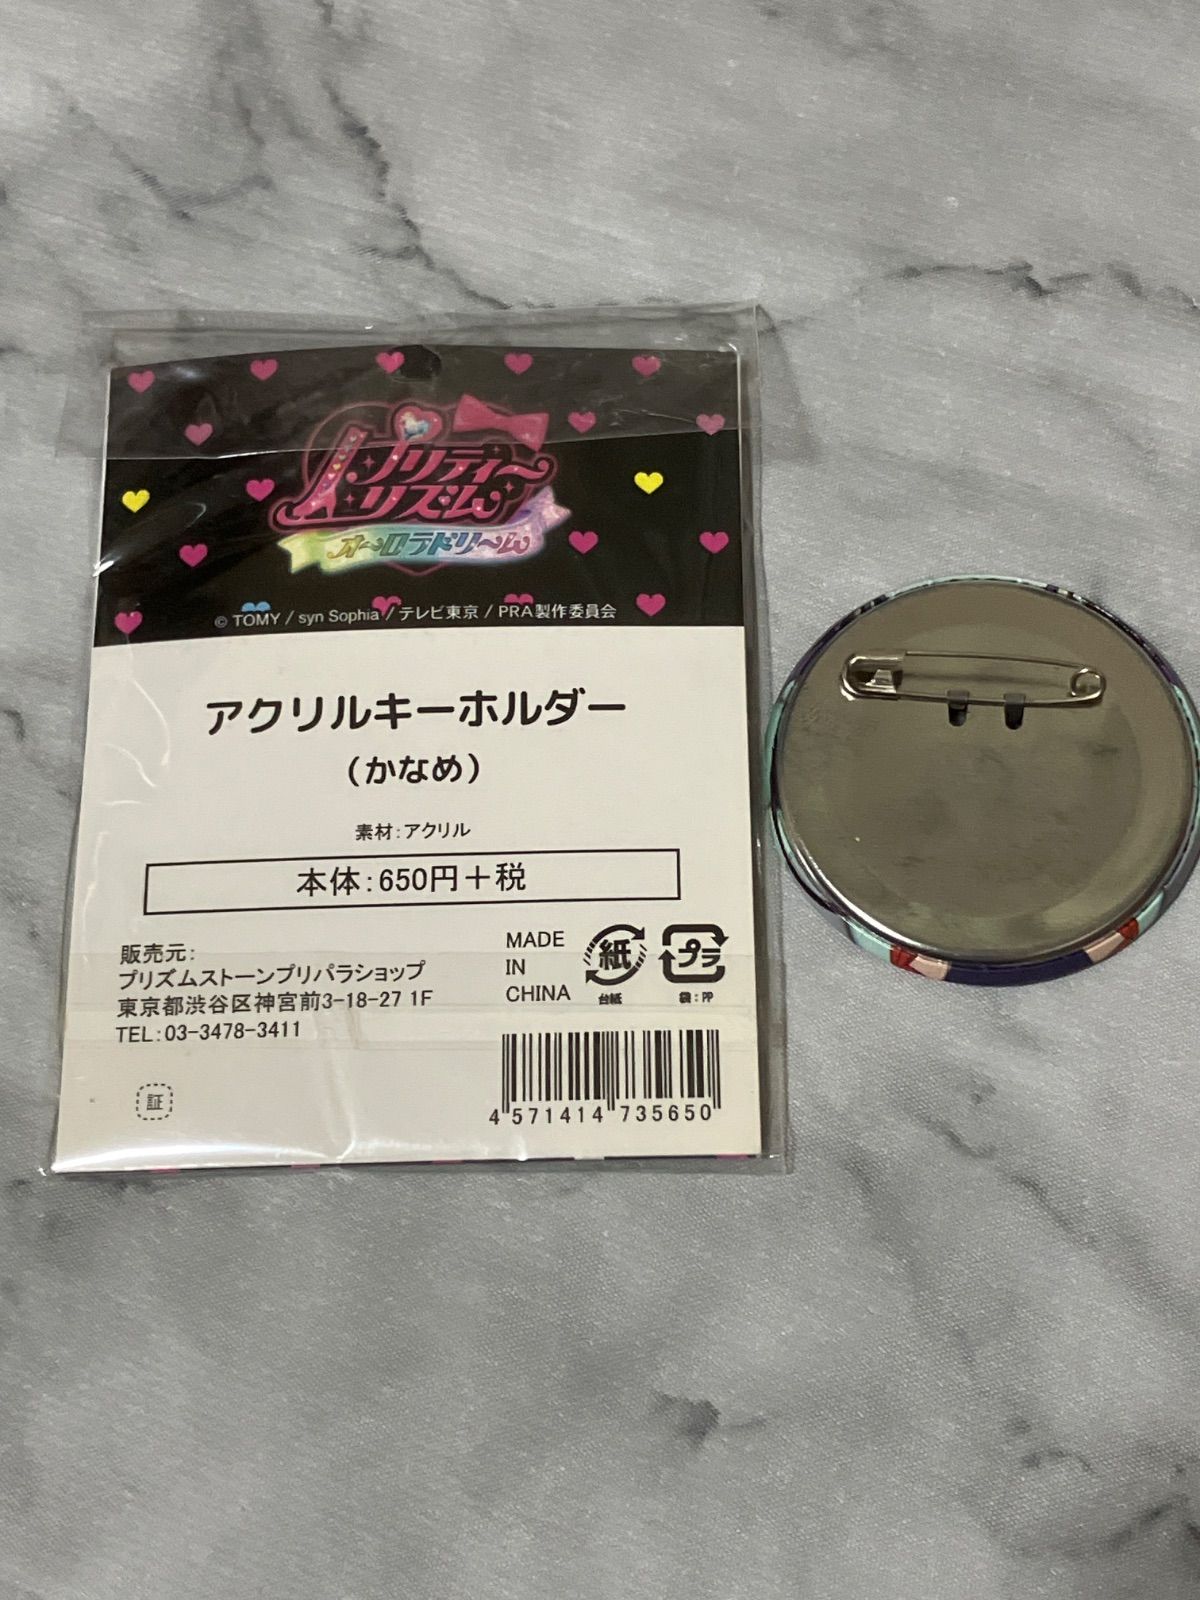 プリティー
リズム
オーロラドリーム
© TOMY / syn Sophia / テレビ東京 / PRA製作委員会
アクリルキーホルダー
(かなめ)
素材:アクリル
本体:650円+税
販売元:
プリズムストーンプリパラショップ
東京都渋谷区神宮前3-18-27 1F
TEL:03-3478-3411
MADE
IN
CHINA
紙
台紙
プラ
袋:PP
証
4 571414 735650